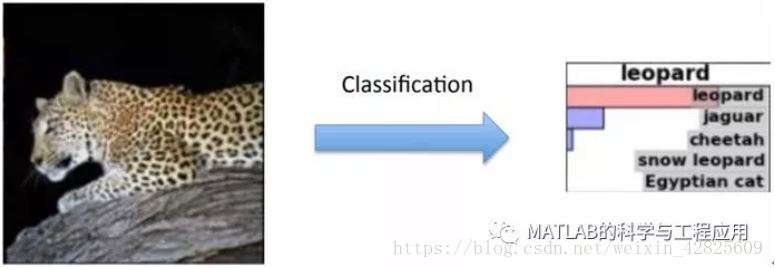 Classification
leopard
leopard
jaguar
cheetah
snow leopard
Egyptian cat
MATLAB的科学与工程应用
https://blog.csdn.net/weixin_42825609